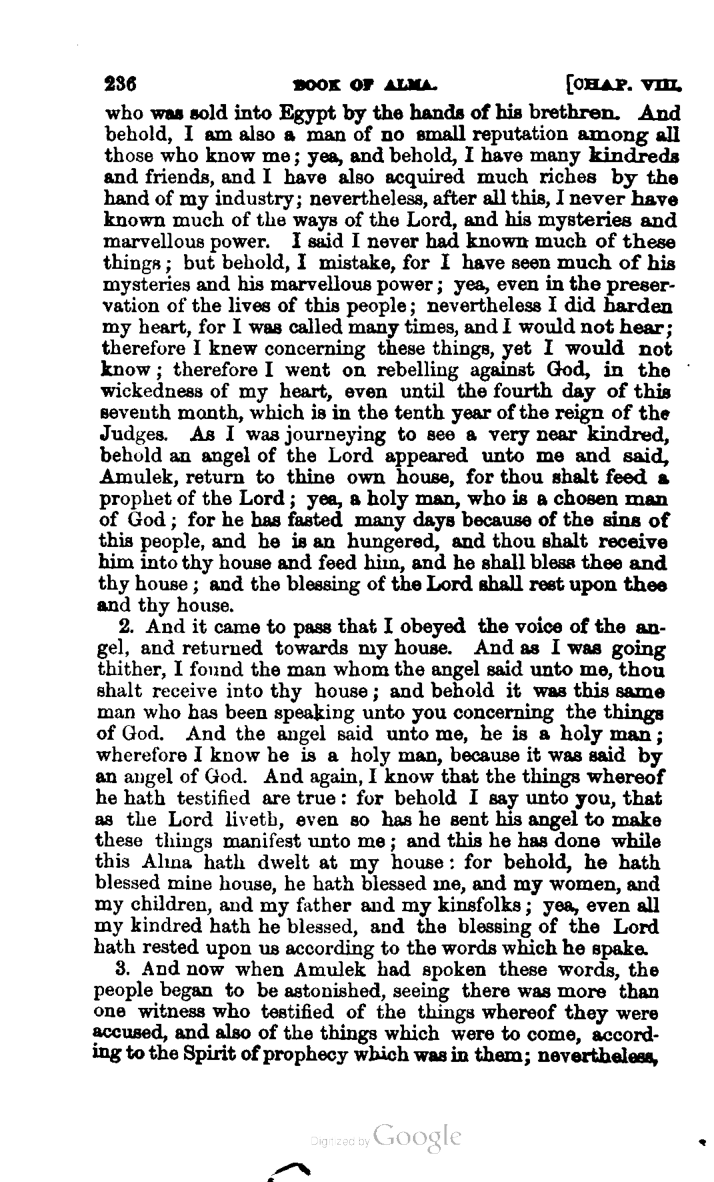 236 BOOK OF ALMA. [CHAP. VIII.
who was sold into Egypt by the hands of his brethren. And
behold, I am also a man of no small reputation among all
those who know me; yea, and behold, I have many kindreds
and friends, and I have also acquired much riches by the
hand of my industry; nevertheless, after all this, I never have
known much of the ways of the Lord, and his mysteries and
marvellous power. I said I never had known much of these
things; but behold, I mistake, for I have seen much of his
mysteries and his marvellous power; yea, even in the preser-
vation of the lives of this people; nevertheless I did harden
my heart, for I was called many times, and I would not hear;
therefore I knew concerning these things, yet I would not
know; therefore I went on rebelling against God, in the
wickedness of my heart, even until the fourth day of this
seventh month, which is in the tenth year of the reign of the
Judges. As I was journeying to see a very near kindred,
behold an angel of the Lord appeared unto me and said,
Amulek, return to thine own house, for thou shalt feed a
prophet of the Lord; yea, a holy man, who is a chosen man
of God; for he has fasted many days because of the sins of
this people, and he is an hungered, and thou shalt receive
him into thy house and feed him, and he shall bless thee and
thy house; and the blessing of the Lord shall rest upon thee
and thy house.
2. And it came to pass that I obeyed the voice of the an-
gel, and returned towards my house. And as I was going
thither, I found the man whom the angel said unto me, thou
shalt receive into thy house; and behold it was this same
man who has been speaking unto you concerning the things
of God. And the angel said unto me, he is a holy man;
wherefore I know he is a holy man, because it was said by
an angel of God. And again, I know that the things whereof
he hath testified are true: for behold I say unto you, that
as the Lord liveth, even so has he sent his angel to make
these things manifest unto me; and this he has done while
this Alma hath dwelt at my house: for behold, he hath
blessed mine house, he hath blessed me, and my women, and
my children, and my father and my kinsfolks; yea, even all
my kindred hath he blessed, and the blessing of the Lord
hath rested upon us according to the words which he spake.
3. And now when Amulek had spoken these words, the
people began to be astonished, seeing there was more than
one witness who testified of the things whereof they were
accused, and also of the things which were to come, accord-
ing to the Spirit of prophecy which was in them; nevertheless,
Digitized by Google